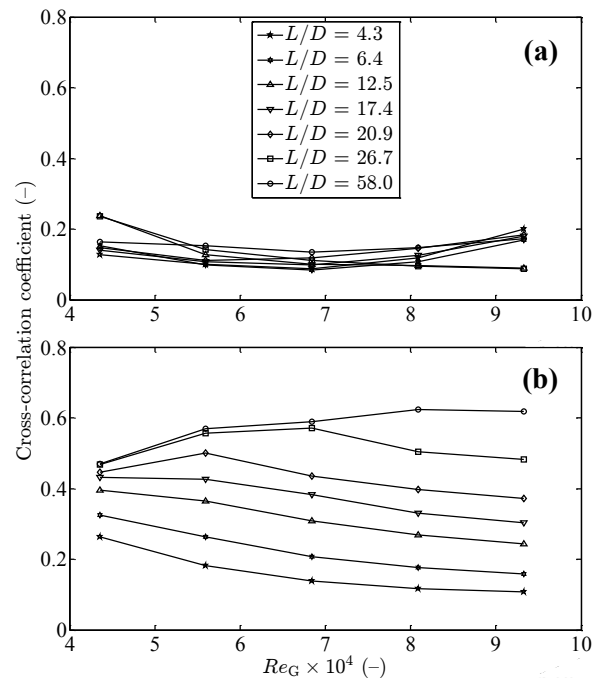 0.8
0.6
0.4
0.2
0
(a)
L/D = 4.3
L/D = 6.4
L/D = 12.5
L/D = 17.4
L/D = 20.9
L/D = 26.7
L/D = 58.0
4 5 6 7 8 9 10
Cross-correlation coefficient (–)
0.8
0.6
0.4
0.2
0
(b)
4 5 6 7 8 9 10
Re_G × 10^4 (–)